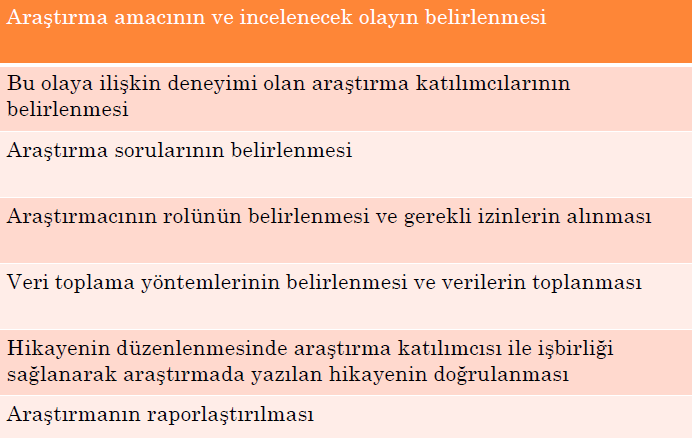 Araştırma amacının ve incelenecek olayın belirlenmesi
Bu olaya ilişkin deneyimi olan araştırma katılımcılarının
belirlenmesi
Araştırma sorularının belirlenmesi
Araştırmacının rolünün belirlenmesi ve gerekli izinlerin alınması
Veri toplama yöntemlerinin belirlenmesi ve verilerin toplanması
Hikayenin düzenlenmesinde araştırma katılımcısı ile işbirliği
sağlanarak araştırmada yazılan hikayenin doğrulanması
Araştırmanın raporlaştırılması